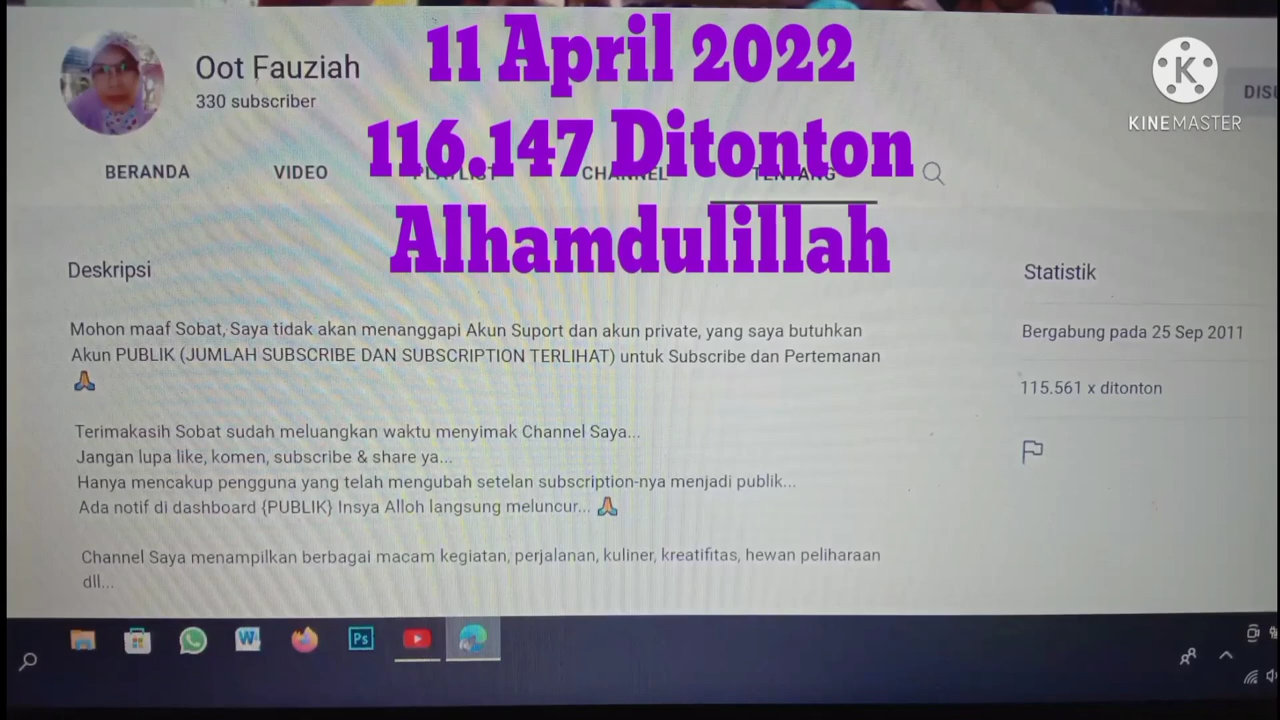 11 April 2022
116.147 Ditonton
Alhamdulillah
Oot Fauziah
330 subscriber
KINEMASTER
BERANDA VIDEO PLAYLIST CHANNEL TENTANG
Deskripsi
Mohon maaf Sobat, Saya tidak akan menanggapi Akun Suport dan akun private, yang saya butuhkan
Akun PUBLIK (JUMLAH SUBSCRIBE DAN SUBSCRIPTION TERLIHAT) untuk Subscribe dan Pertemanan
🙏
Terimakasih Sobat sudah meluangkan waktu menyimak Channel Saya...
Jangan lupa like, komen, subscribe & share ya...
Hanya mencakup pengguna yang telah mengubah setelan subscription-nya menjadi publik...
Ada notif di dashboard {PUBLIK} Insya Alloh langsung meluncur... 🙏
Channel Saya menampilkan berbagai macam kegiatan, perjalanan, kuliner, kreatifitas, hewan peliharaan
dll...
Statistik
Bergabung pada 25 Sep 2011
115.561 x ditonton
W
Ps